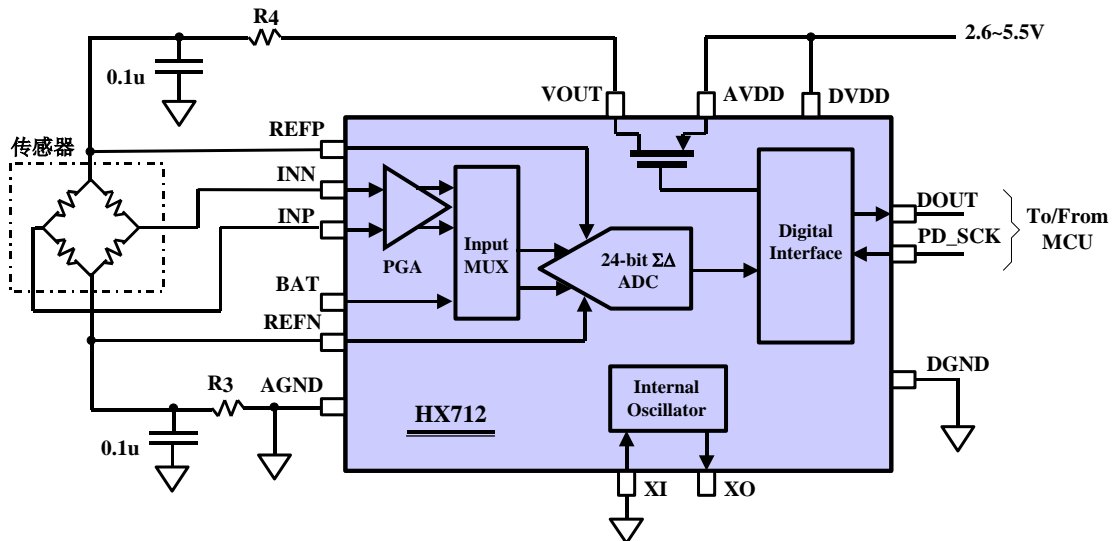 R4
2.6~5.5V
0.1u
VOUT
AVDD
DVDD
REFP
传感器
INN
INP
PGA
Input
MUX
24-bit ΣΔ
ADC
Digital
Interface
DOUT
PD_SCK
To/From
MCU
BAT
REFN
R3
AGND
0.1u
HX712
Internal
Oscillator
DGND
XI
XO